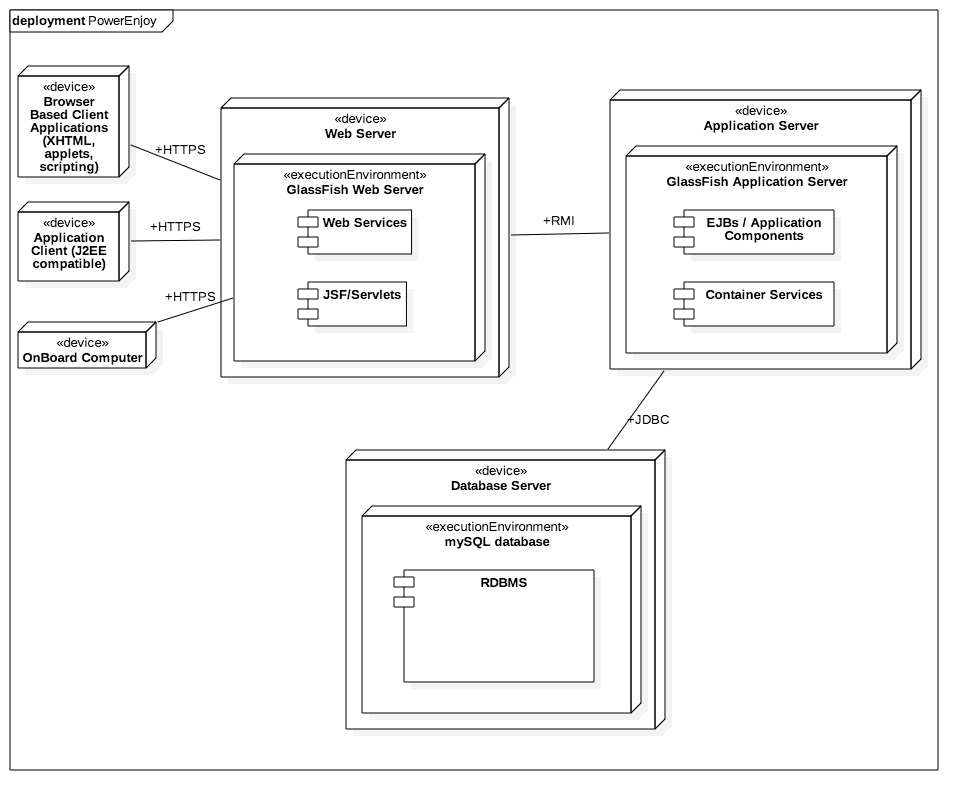 deployment PowerEnjoy
«device»
Browser
Based Client
Applications
(XHTML,
applets,
scripting)
+HTTPS
«device»
Application
Client (J2EE
compatible)
+HTTPS
«device»
OnBoard Computer
+HTTPS
«device»
Web Server
«executionEnvironment»
GlassFish Web Server
Web Services
JSF/Servlets
+RMI
«device»
Application Server
«executionEnvironment»
GlassFish Application Server
EJBs / Application
Components
Container Services
+JDBC
«device»
Database Server
«executionEnvironment»
mySQL database
RDBMS